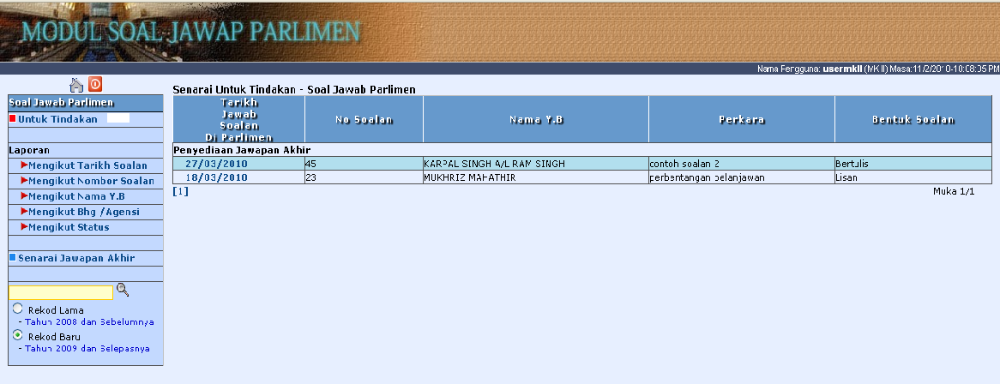 MODUL SOAL JAWAP PARLIMEN
Nama Pengguna: usermkii (MKII) Masa:11/2/2010-10:08:05 PM
Soal Jawab Parlimen
Untuk Tindakan
Laporan
Mengikut Tarikh Soalan
Mengikut Nombor Soalan
Mengikut Nama Y.B
Mengikut Bhg / Agensi
Mengikut Status
Senarai Jawapan Akhir
Rekod Lama
- Tahun 2008 dan Sebelumnya
Rekod Baru
- Tahun 2009 dan Selepasnya
Senarai Untuk Tindakan - Soal Jawab Parlimen
Tarikh Jawab Soalan Di Parlimen No Soalan Nama Y.B Perkara Bentuk Soalan
Penyediaan Jawapan Akhir
27/03/2010 45 KARPAL SINGH A/L RAM SINGH contoh soalan 2 Bertulis
18/03/2010 23 MUKHRIZ MAHATHIR perbentangan belanjawan Lisan
[1] Muka 1/1